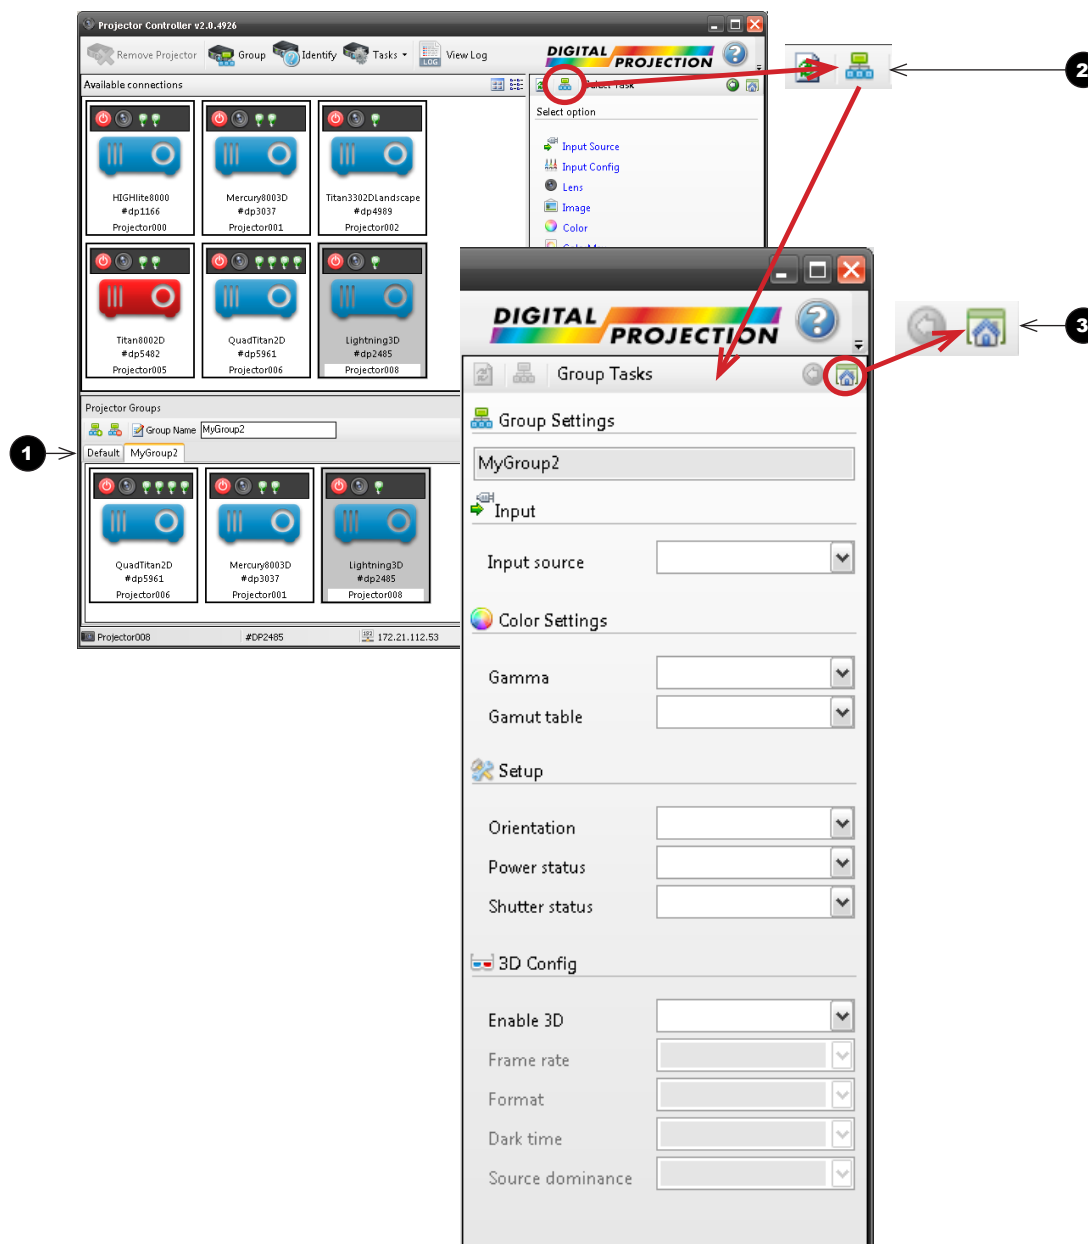 Projector Controller v2.0.4926
Remove Projector Group Identify Tasks LOG View Log DIGITAL PROJECTION ?
2
Available connections
Select Task
Select option
Input Source
Input Config
Lens
Image
Color
HIGHlite8000
#dp1166
Projector000
Mercury8003D
#dp3037
Projector001
Titan3302DLandscape
#dp4989
Projector002
Titan8002D
#dp5482
Projector005
QuadTitan2D
#dp5961
Projector006
Lightning3D
#dp2485
Projector008
Projector Groups
Group Name MyGroup2
1
Default MyGroup2
QuadTitan2D
#dp5961
Projector006
Mercury8003D
#dp3037
Projector001
Lightning3D
#dp2485
Projector008
Projector008 #DP2485 172.21.112.53
DIGITAL PROJECTION ?
3
Group Tasks
Group Settings
MyGroup2
Input
Input source
Color Settings
Gamma
Gamut table
Setup
Orientation
Power status
Shutter status
3D Config
Enable 3D
Frame rate
Format
Dark time
Source dominance